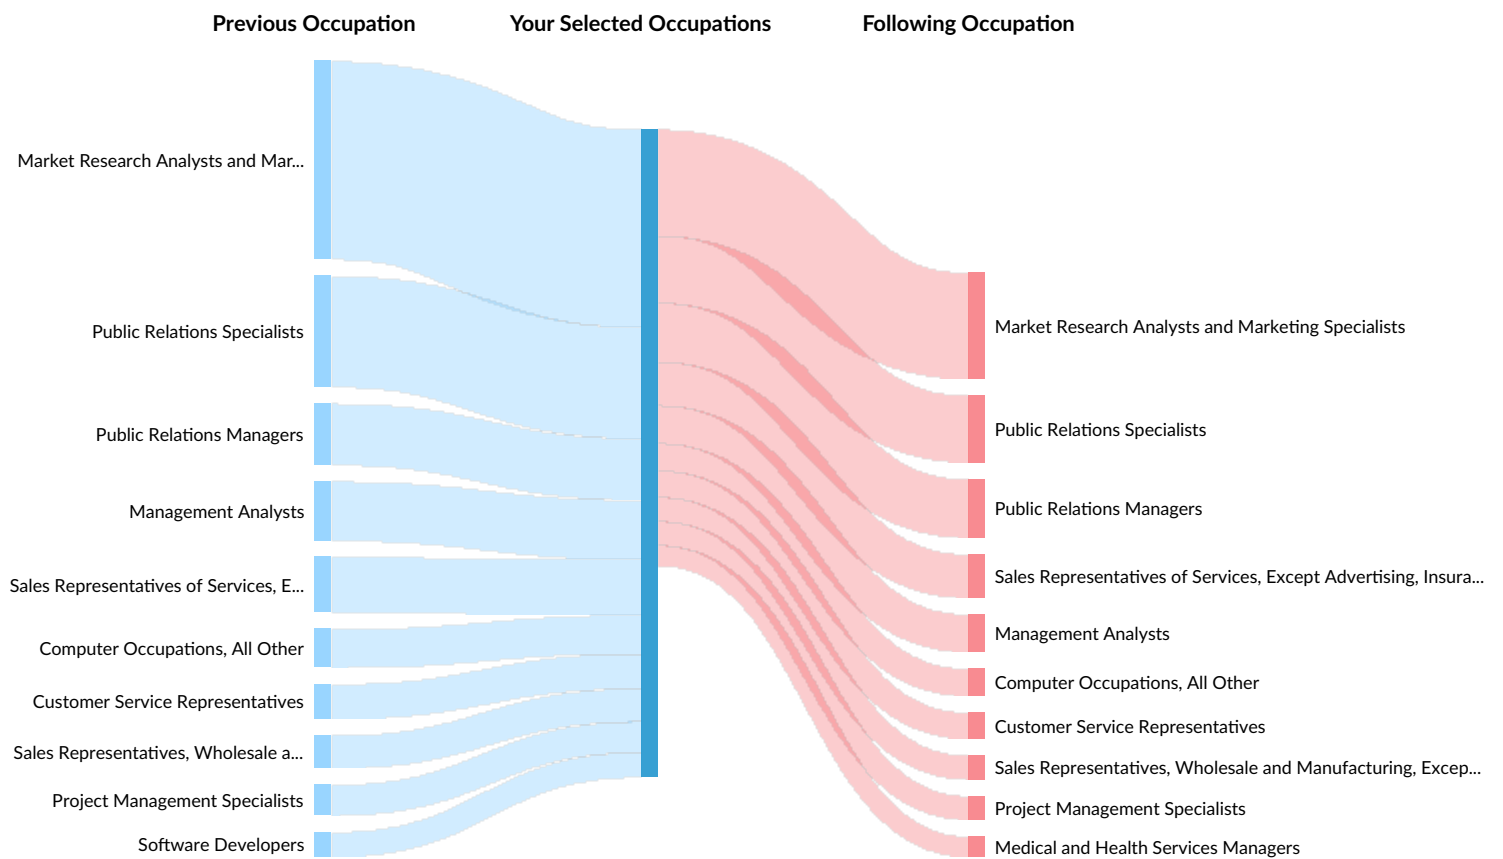 Previous Occupation
Your Selected Occupations
Following Occupation
Market Research Analysts and Mar...
Public Relations Specialists
Public Relations Managers
Management Analysts
Sales Representatives of Services, E...
Computer Occupations, All Other
Customer Service Representatives
Sales Representatives, Wholesale a...
Project Management Specialists
Software Developers
Market Research Analysts and Marketing Specialists
Public Relations Specialists
Public Relations Managers
Sales Representatives of Services, Except Advertising, Insura...
Management Analysts
Computer Occupations, All Other
Customer Service Representatives
Sales Representatives, Wholesale and Manufacturing, Excep...
Project Management Specialists
Medical and Health Services Managers